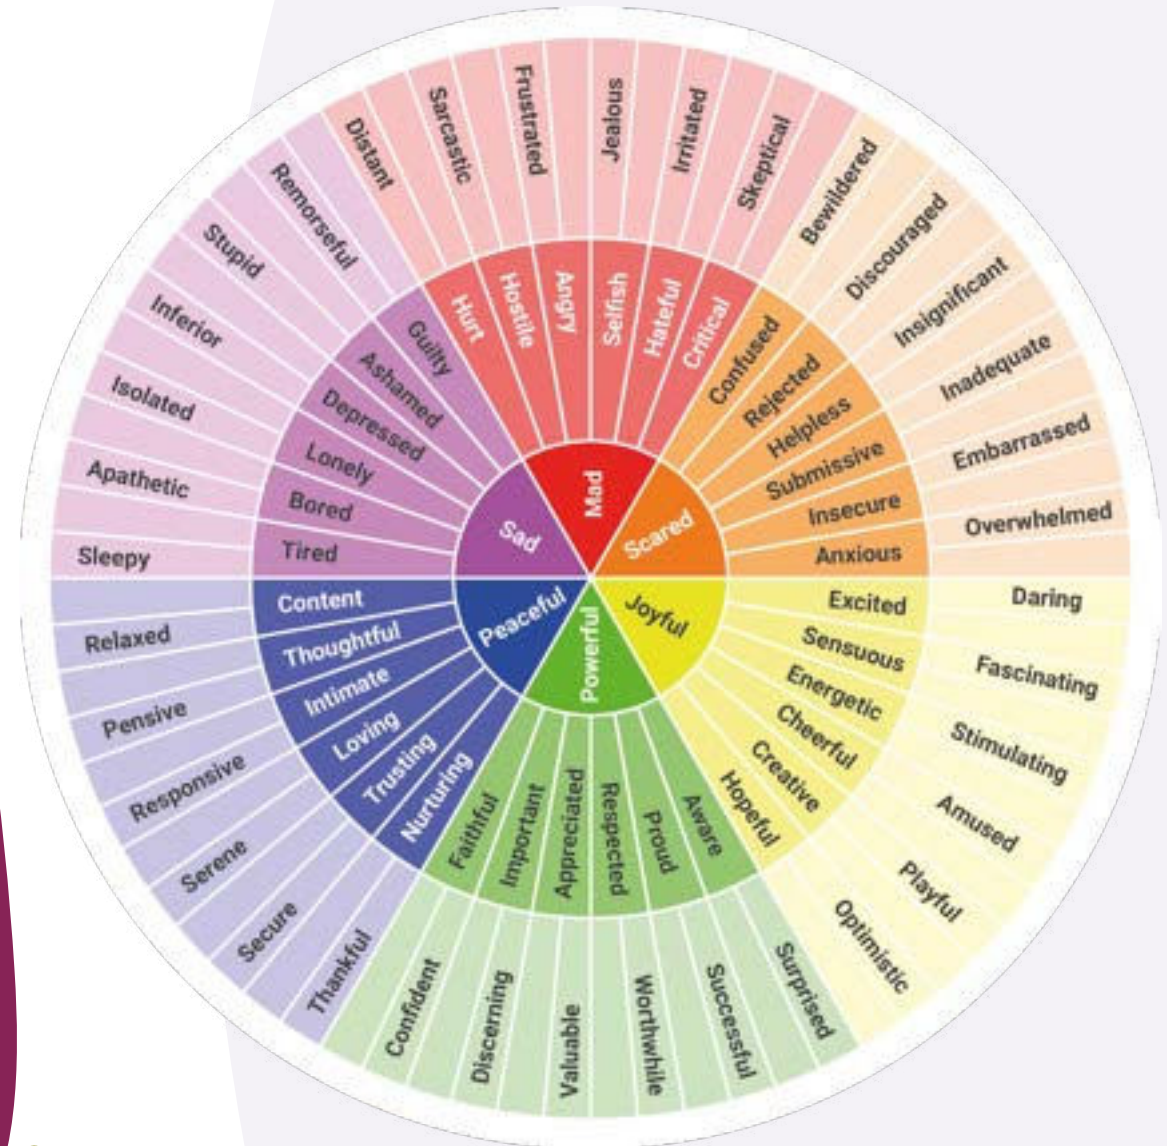 Mad
Scared
Joyful
Powerful
Peaceful
Sad
Hurt
Hostile
Angry
Selfish
Hateful
Critical
Confused
Rejected
Helpless
Submissive
Insecure
Anxious
Excited
Sensuous
Energetic
Cheerful
Creative
Hopeful
Aware
Proud
Respected
Appreciated
Important
Faithful
Nurturing
Trusting
Loving
Intimate
Thoughtful
Content
Tired
Bored
Lonely
Depressed
Ashamed
Guilty
Distant
Sarcastic
Frustrated
Jealous
Irritated
Skeptical
Bewildered
Discouraged
Insignificant
Inadequate
Embarrassed
Overwhelmed
Daring
Fascinating
Stimulating
Amused
Playful
Optimistic
Surprised
Successful
Worthwhile
Valuable
Discerning
Confident
Thankful
Secure
Serene
Responsive
Pensive
Relaxed
Sleepy
Apathetic
Isolated
Inferior
Stupid
Remorseful